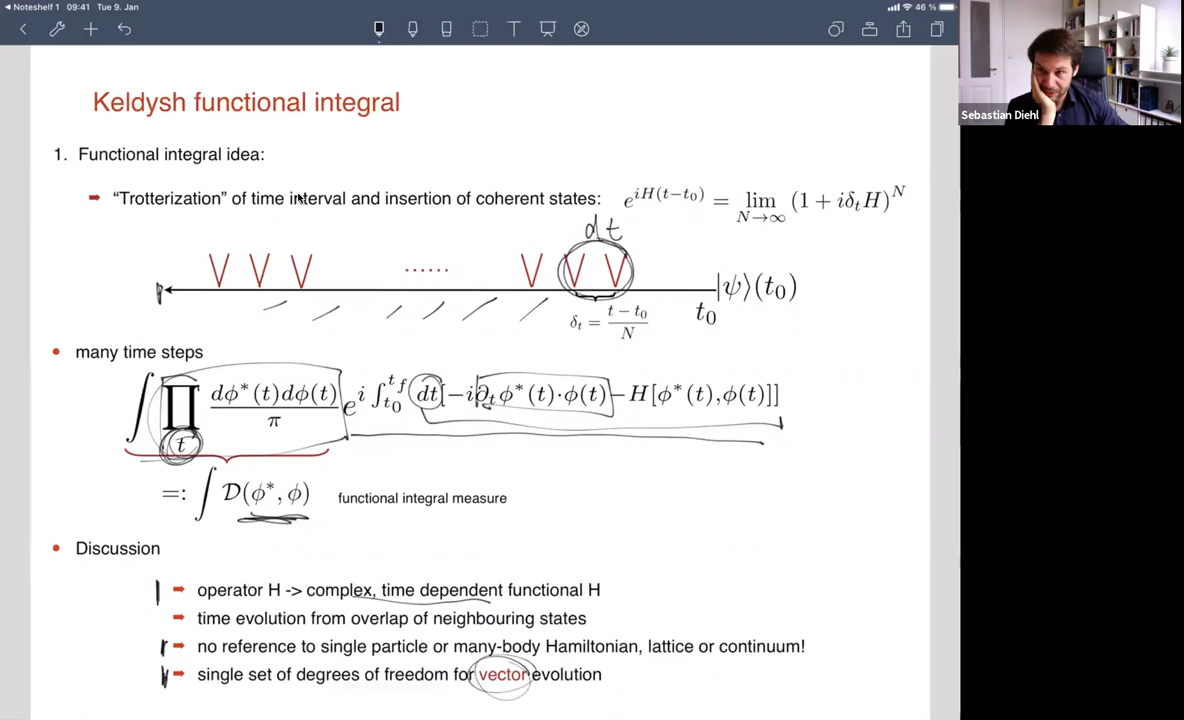 Noteshelf 1 09:41 Tue 9. Jan 46 %
Sebastian Diehl
Keldysh functional integral
1. Functional integral idea:
➡ “Trotterization” of time interval and insertion of coherent states: e^{iH(t−t_0)} = lim_{N→∞} (1 + iδ_t H)^N
dt
V V V ...... V V V
|ψ⟩(t_0)
t_0
δ_t = \frac{t − t_0}{N}
• many time steps
∫ ∏_t \frac{dϕ*(t)dϕ(t)}{π} e^{i ∫_{t_0}^{t_f} dt[−i∂_tϕ*(t)·ϕ(t)−H[ϕ*(t),ϕ(t)]]}
=: ∫ D(ϕ*, ϕ) functional integral measure
• Discussion
➡ operator H -> complex, time dependent functional H
➡ time evolution from overlap of neighbouring states
➡ no reference to single particle or many-body Hamiltonian, lattice or continuum!
➡ single set of degrees of freedom for vector evolution